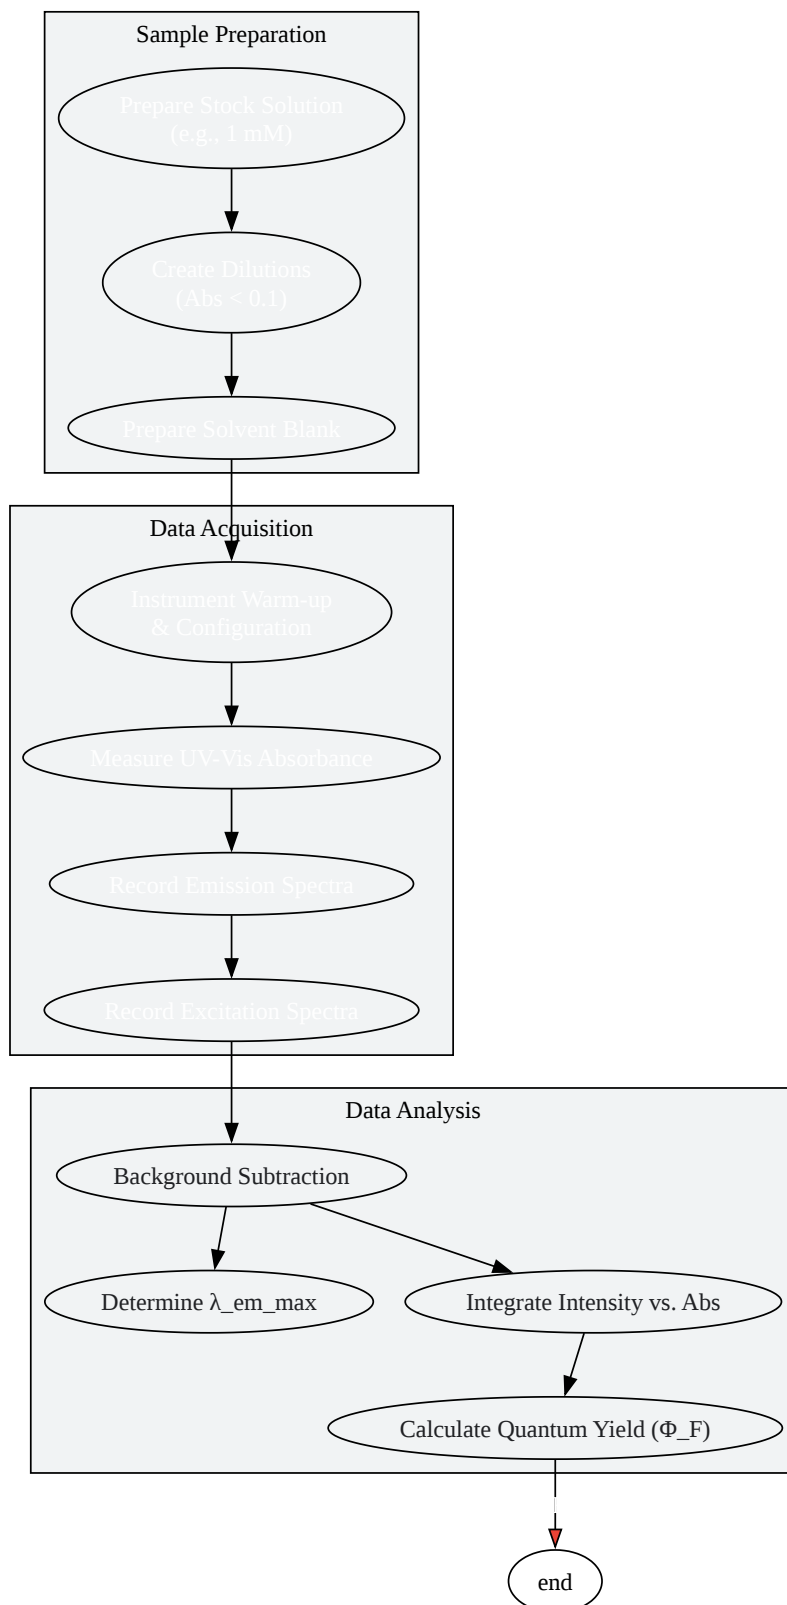 Sample Preparation
Prepare Stock Solution
(e.g., 1 mM)
Create Dilutions
(Abs < 0.1)
Prepare Solvent Blank
Data Acquisition
Instrument Warm-up
& Configuration
Measure UV-Vis Absorbance
Record Emission Spectra
Record Excitation Spectra
Data Analysis
Background Subtraction
Determine λ_em_max
Integrate Intensity vs. Abs
Calculate Quantum Yield (Φ_F)
end